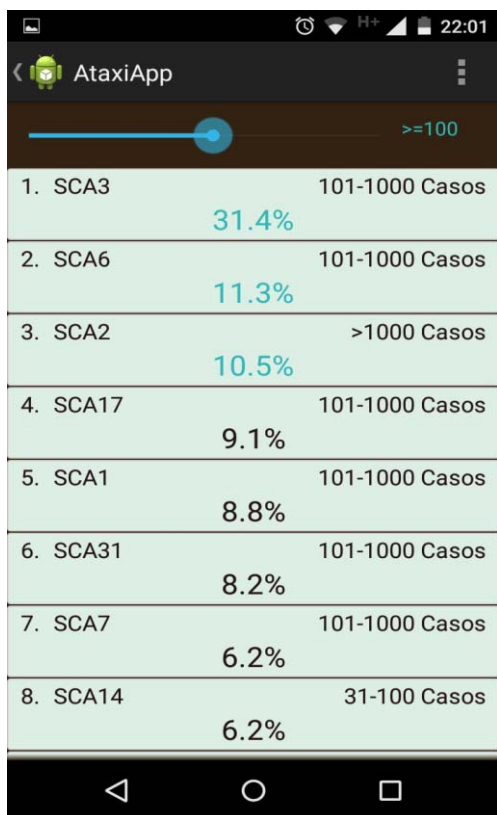 H+ 22:01
AtaxiApp
>=100
1. SCA3 101-1000 Casos
31.4%
2. SCA6 101-1000 Casos
11.3%
3. SCA2 >1000 Casos
10.5%
4. SCA17 101-1000 Casos
9.1%
5. SCA1 101-1000 Casos
8.8%
6. SCA31 101-1000 Casos
8.2%
7. SCA7 101-1000 Casos
6.2%
8. SCA14 31-100 Casos
6.2%